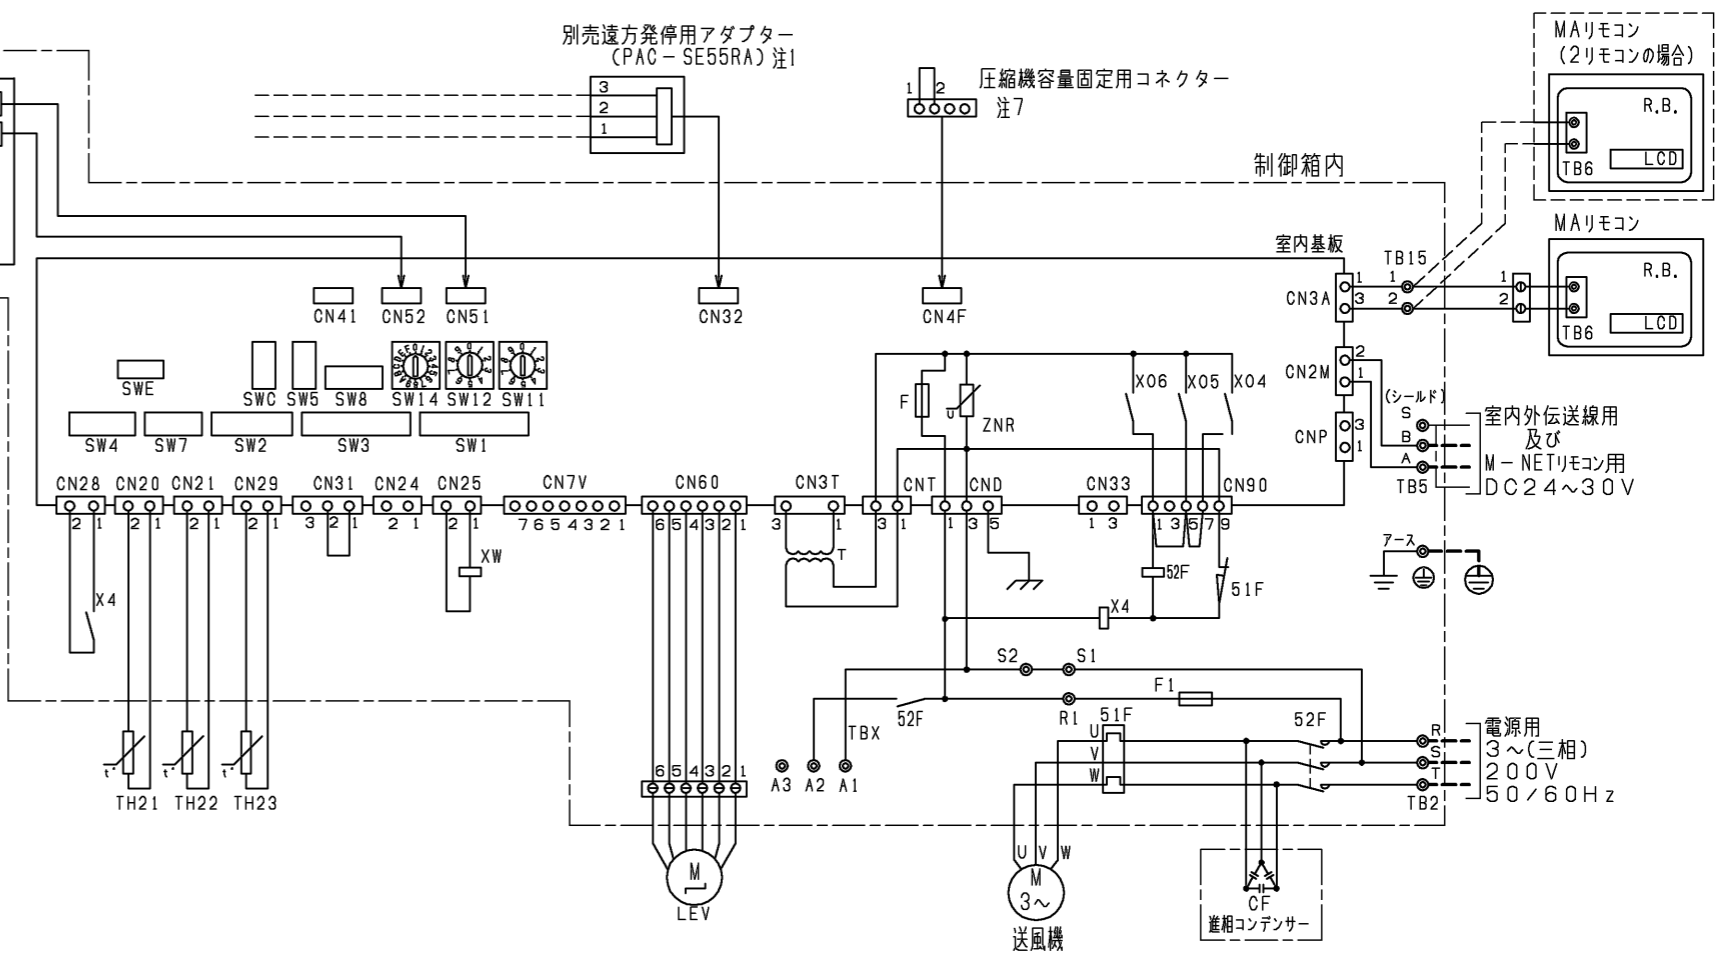 別売遠方発停用アダプター
(PAC-SE55RA)注1
3
2
1
1 2
圧縮機容量固定用コネクター
注7
MAリモコン
(2リモコンの場合)
R.B.
LCD
TB6
制御箱内
MAリモコン
R.B.
LCD
TB6
室内基板
TB15
CN3A
1
3
1
2
1
2
CN41 CN52 CN51 CN32 CN4F
CN2M
2
1
CNP
3
1
SWE
SWC SW5 SW8 SW14 SW12 SW11
SW4 SW7 SW2 SW3 SW1
F
ZNR
U
X06 X05 X04
(シールド)
S
B
A
TB5
室内外伝送線用
及び
M-NETリモコン用
DC24~30V
CN28 CN20 CN21 CN29 CN31 CN24 CN25 CN7V CN60 CN3T CNT CND CN33 CN90
2 1 2 1 2 1 2 1 3 2 1 2 1 2 1 7 6 5 4 3 2 1 6 5 4 3 2 1 3 1 3 1 1 3 5 1 3 1 3 5 7 9
X4
XW
T
52F
51F
X4
アース
S2 S1
F1
R1
52F
TBX
A3 A2 A1
51F
U
V
W
52F
R
S
T
TB2
電源用
3~(三相)
200V
50/60Hz
t°
t°
t°
TH21 TH22 TH23
6 5 4 3 2 1
M
LEV
U V W
M
3~
送風機
CF
進相コンデンサー